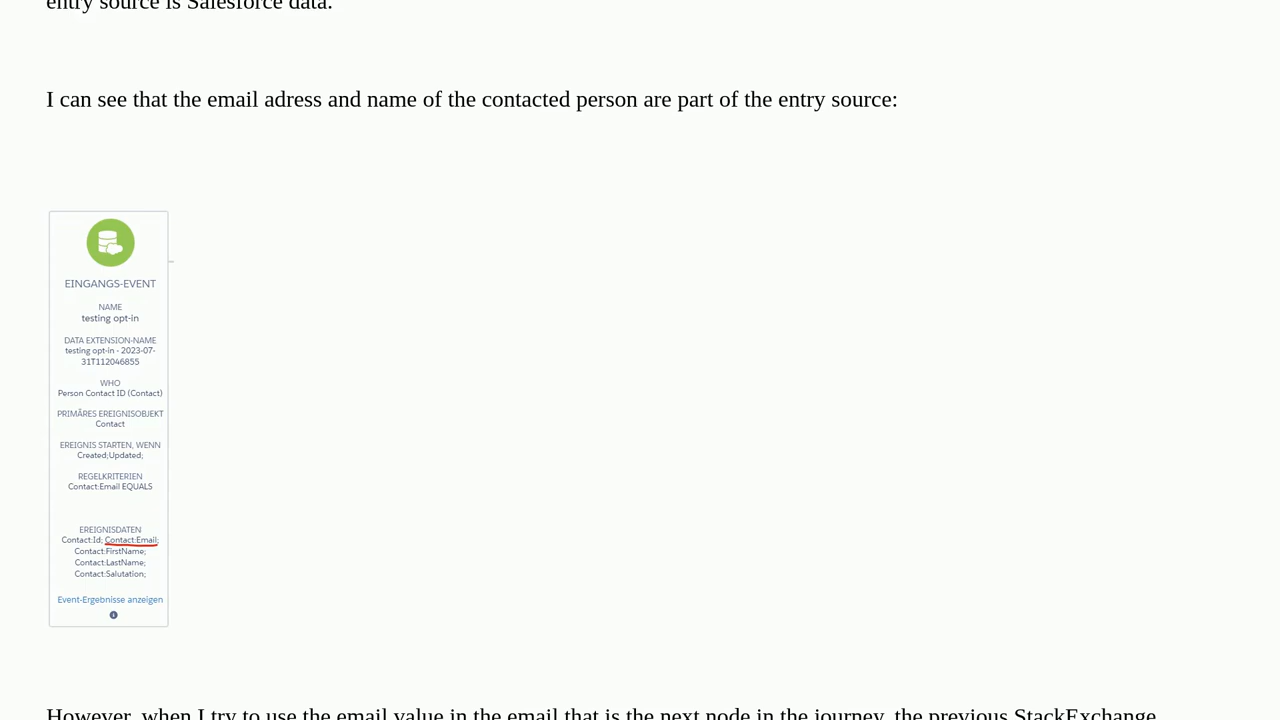 entry source is Salesforce data.
I can see that the email adress and name of the contacted person are part of the entry source:
EINGANGS-EVENT
NAME
testing opt-in
DATA EXTENSION-NAME
testing opt-in - 2023-07-
31T112046855
WHO
Person Contact ID (Contact)
PRIMÄRES EREIGNISOBJEKT
Contact
EREIGNIS STARTEN, WENN
Created;Updated;
REGELKRITERIEN
Contact:Email EQUALS
EREIGNISDATEN
Contact:Id; Contact:Email;
Contact:FirstName;
Contact:LastName;
Contact:Salutation;
Event-Ergebnisse anzeigen
However, when I try to use the email value in the email that is the next node in the journey, the previous StackExchange